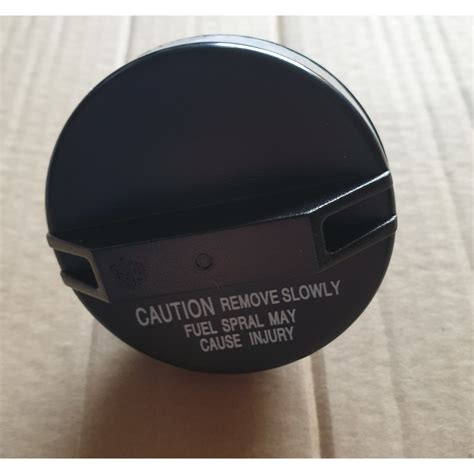 CAUTION REMOVE SLOWLY
FUEL SPRAL MAY
CAUSE INJURY